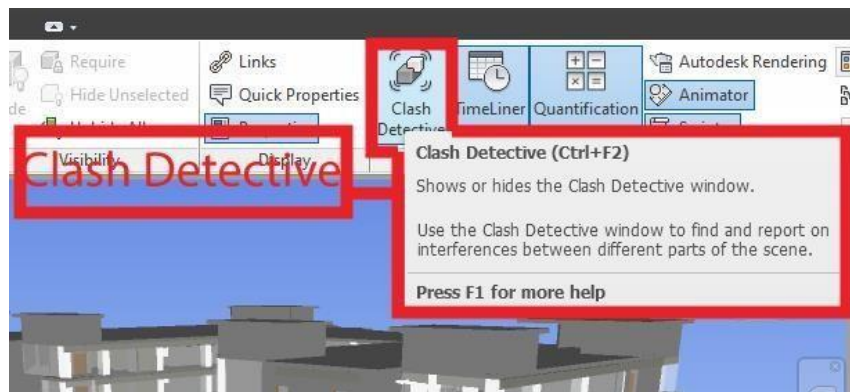 Require
Links
Hide Unselected
Quick Properties
Clash
Detective
TimeLiner
Quantification
Autodesk Rendering
Animator
Visibility
Display
Clash Detective
Clash Detective (Ctrl+F2)
Shows or hides the Clash Detective window.
Use the Clash Detective window to find and report on
interferences between different parts of the scene.
Press F1 for more help